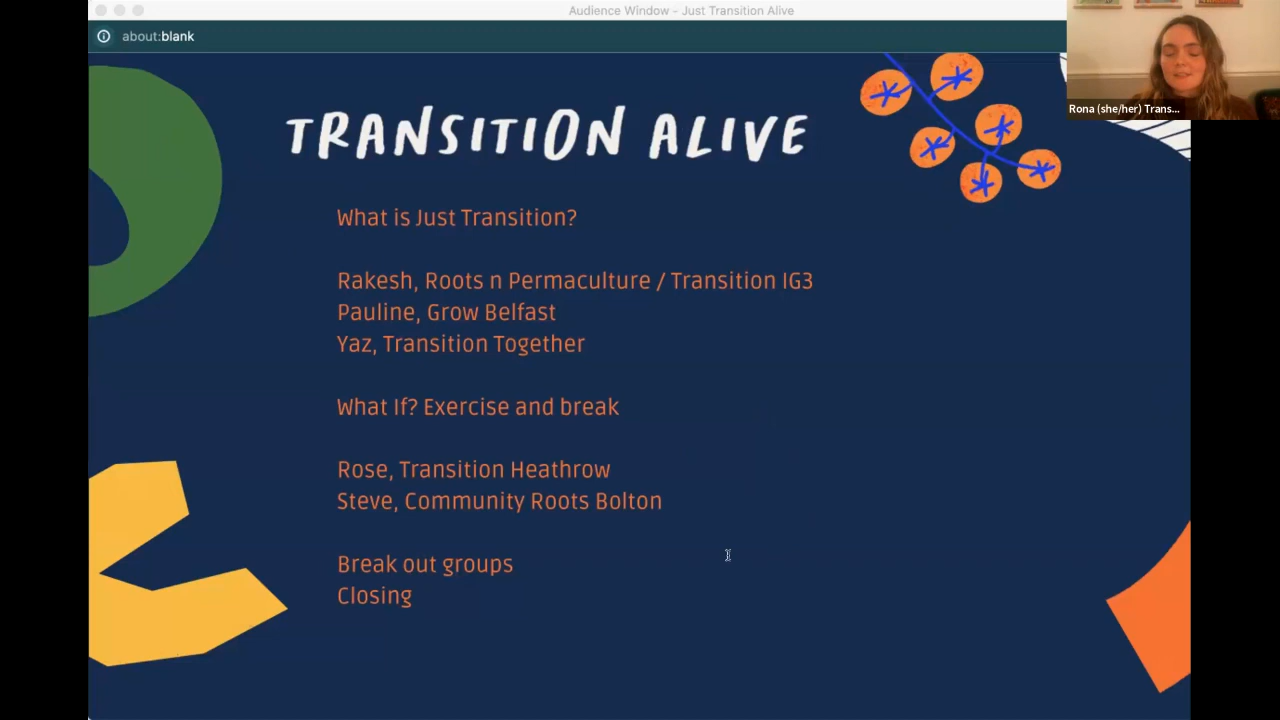 Audience Window - Just Transition Alive
about:blank
Rona (she/her) Trans...
TRANSITION ALIVE
What is Just Transition?
Rakesh, Roots n Permaculture / Transition IG3
Pauline, Grow Belfast
Yaz, Transition Together
What If? Exercise and break
Rose, Transition Heathrow
Steve, Community Roots Bolton
Break out groups
Closing